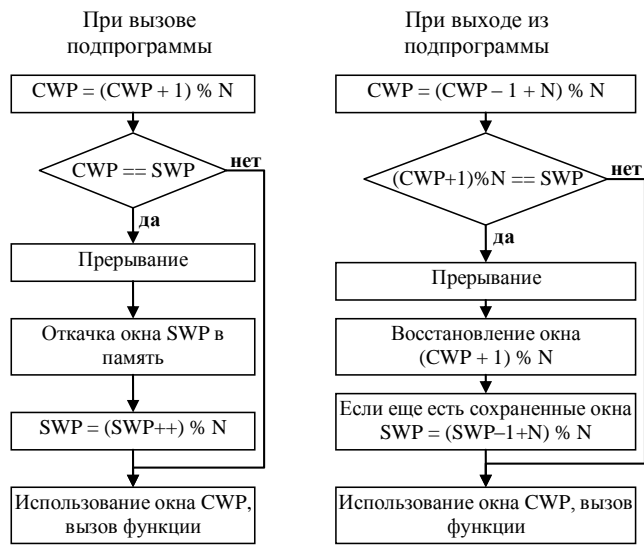 При вызове
подпрограммы
CWP = (CWP + 1) % N
CWP == SWP
нет
да
Прерывание
Откачка окна SWP в
память
SWP = (SWP++) % N
Использование окна CWP,
вызов функции
При выходе из
подпрограммы
CWP = (CWP – 1 + N) % N
(CWP+1)%N == SWP
нет
да
Прерывание
Восстановление окна
(CWP + 1) % N
Если еще есть сохраненные окна
SWP = (SWP–1+N) % N
Использование окна CWP, вызов
функции